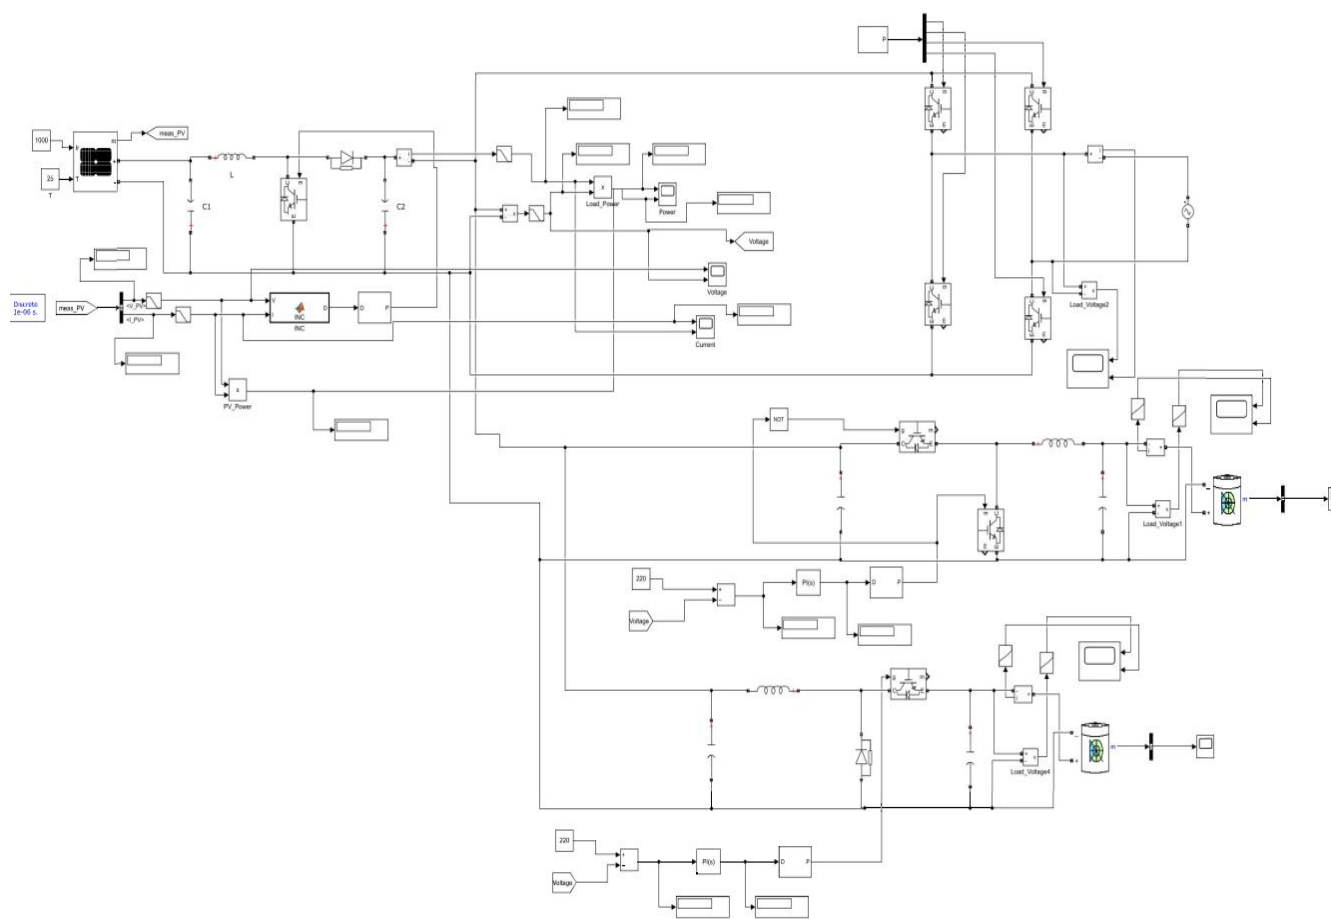 P
1000
Ir
m
meas_PV
25
T
T
+
-
L
C1
C2
g
C
E
m
x
Load_Power
Power
Voltage
Voltage
Load_Voltage2
Discrete
1e-06 s.
meas_PV
<V_PV>
<I_PV>
V
I
INC
D
INC
D
P
Current
x
PV_Power
NOT
g
m
C
E
Load_Voltage1
m
220
+
-
PI(s)
D
P
Voltage
g
m
C
E
Load_Voltage4
m
220
+
-
PI(s)
D
P
Voltage